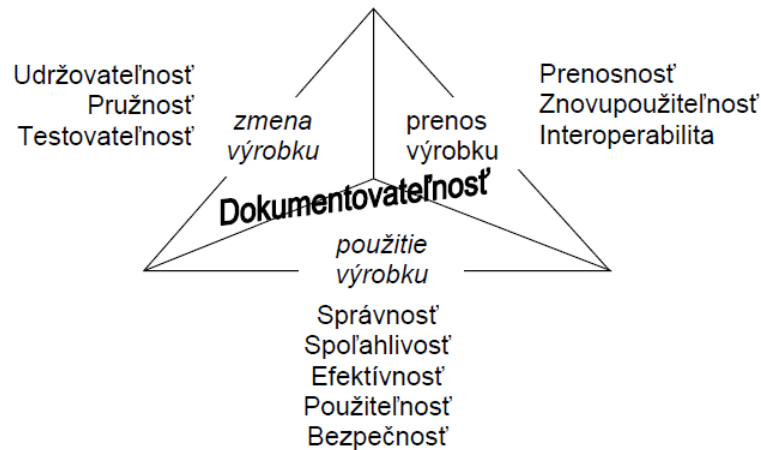 Udržovateľnosť
Pružnosť
Testovateľnosť
zmena
výrobku
prenos
výrobku
Prenosnosť
Znovupoužiteľnosť
Interoperabilita
Dokumentovateľnosť
použitie
výrobku
Správnosť
Spoľahlivosť
Efektívnosť
Použiteľnosť
Bezpečnosť